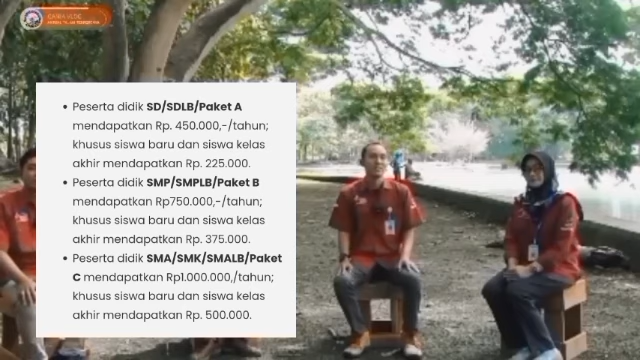 • Peserta didik SD/SDLB/Paket A
mendapatkan Rp. 450.000,-/tahun;
khusus siswa baru dan siswa kelas
akhir mendapatkan Rp. 225.000.
• Peserta didik SMP/SMPLB/Paket B
mendapatkan Rp750.000,-/tahun;
khusus siswa baru dan siswa kelas
akhir mendapatkan Rp. 375.000.
• Peserta didik SMA/SMK/SMALB/Paket
C mendapatkan Rp1.000.000,/tahun;
khusus siswa baru dan siswa kelas
akhir mendapatkan Rp. 500.000.